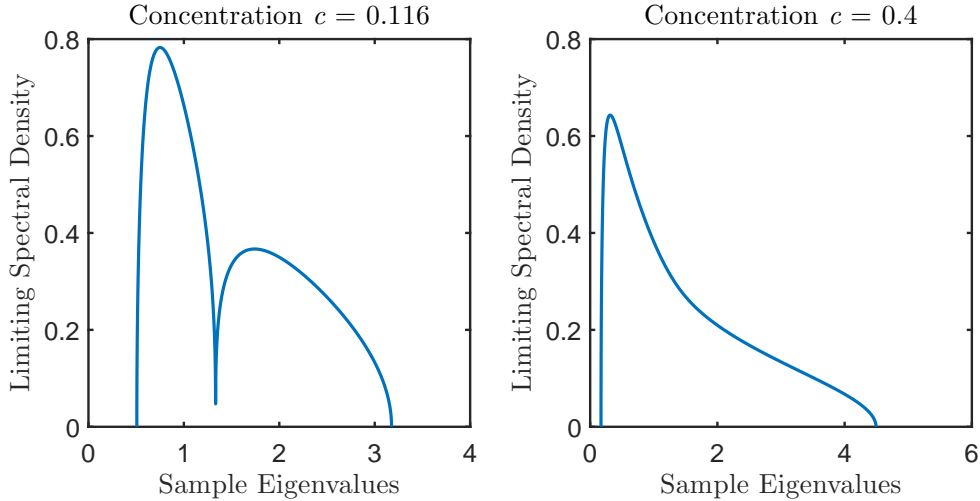 Concentration c = 0.116
Limiting Spectral Density
0.8
0.6
0.4
0.2
0
0 1 2 3 4
Sample Eigenvalues
Concentration c = 0.4
Limiting Spectral Density
0.8
0.6
0.4
0.2
0
0 2 4 6
Sample Eigenvalues